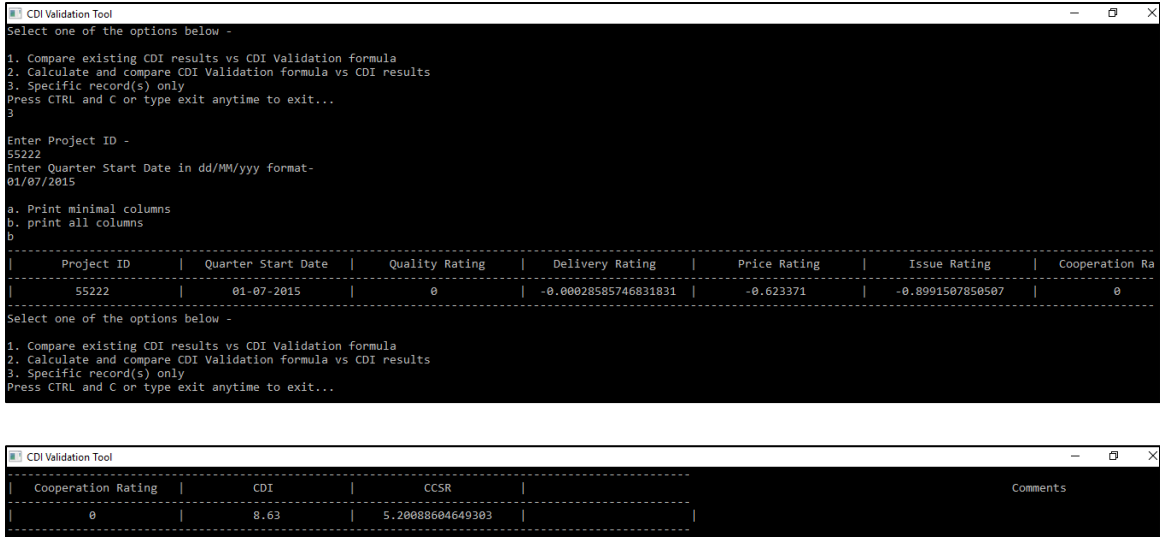 CDI Validation Tool
Select one of the options below -
1. Compare existing CDI results vs CDI Validation formula
2. Calculate and compare CDI Validation formula vs CDI results
3. Specific record(s) only
Press CTRL and C or type exit anytime to exit...
3
Enter Project ID -
55222
Enter Quarter Start Date in dd/MM/yyy format-
01/07/2015
a. Print minimal columns
b. print all columns
b
| Project ID | Quarter Start Date | Quality Rating | Delivery Rating | Price Rating | Issue Rating | Cooperation Ra
| 55222 | 01-07-2015 | 0 | -0.00028585746831831 | -0.623371 | -0.8991507850507 | 0
Select one of the options below -
1. Compare existing CDI results vs CDI Validation formula
2. Calculate and compare CDI Validation formula vs CDI results
3. Specific record(s) only
Press CTRL and C or type exit anytime to exit...
CDI Validation Tool
| Cooperation Rating | CDI | CCSR | Comments
| 0 | 8.63 | 5.20088604649303 | |